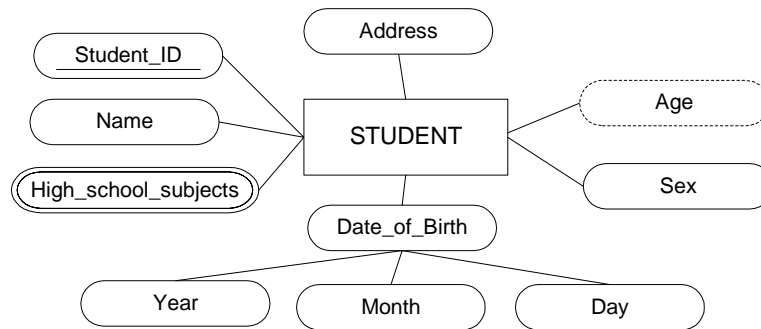 Address
Student_ID
Age
Name
STUDENT
High_school_subjects
Sex
Date_of_Birth
Year
Month
Day